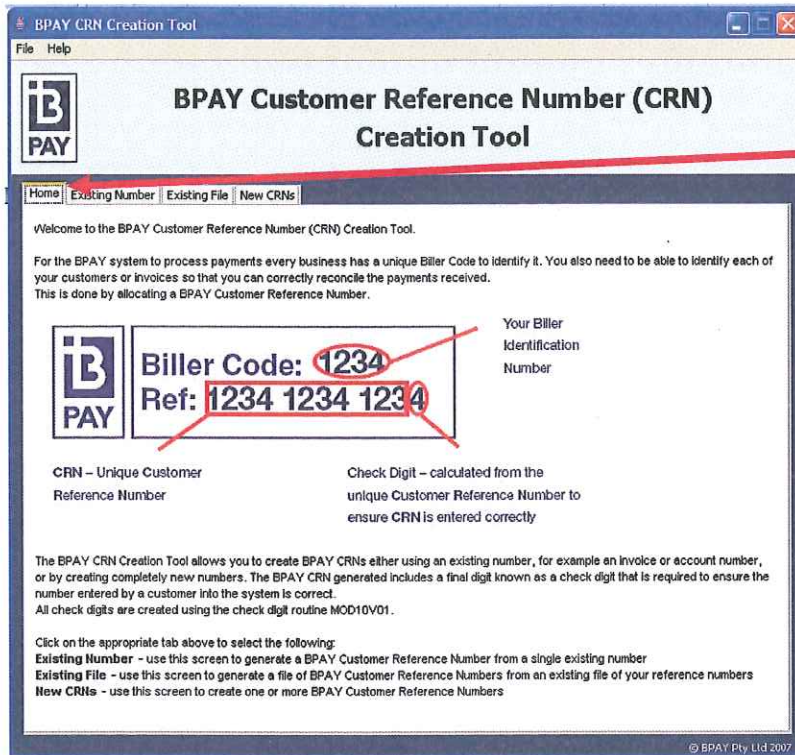 BPAY CRN Creation Tool
File Help
B
PAY
BPAY Customer Reference Number (CRN)
Creation Tool
Home Existing Number Existing File New CRNs
Welcome to the BPAY Customer Reference Number (CRN) Creation Tool.
For the BPAY system to process payments every business has a unique Biller Code to identify it. You also need to be able to identify each of
your customers or invoices so that you can correctly reconcile the payments received.
This is done by allocating a BPAY Customer Reference Number.
B
PAY
Biller Code: 1234
Ref: 1234 1234 1234
Your Biller
Identification
Number
CRN – Unique Customer
Reference Number
Check Digit – calculated from the
unique Customer Reference Number to
ensure CRN is entered correctly
The BPAY CRN Creation Tool allows you to create BPAY CRNs either using an existing number, for example an invoice or account number,
or by creating completely new numbers. The BPAY CRN generated includes a final digit known as a check digit that is required to ensure the
number entered by a customer into the system is correct.
All check digits are created using the check digit routine MOD10V01.
Click on the appropriate tab above to select the following:
Existing Number - use this screen to generate a BPAY Customer Reference Number from a single existing number
Existing File - use this screen to generate a file of BPAY Customer Reference Numbers from an existing file of your reference numbers
New CRNs - use this screen to create one or more BPAY Customer Reference Numbers
© BPAY Pty Ltd 2007